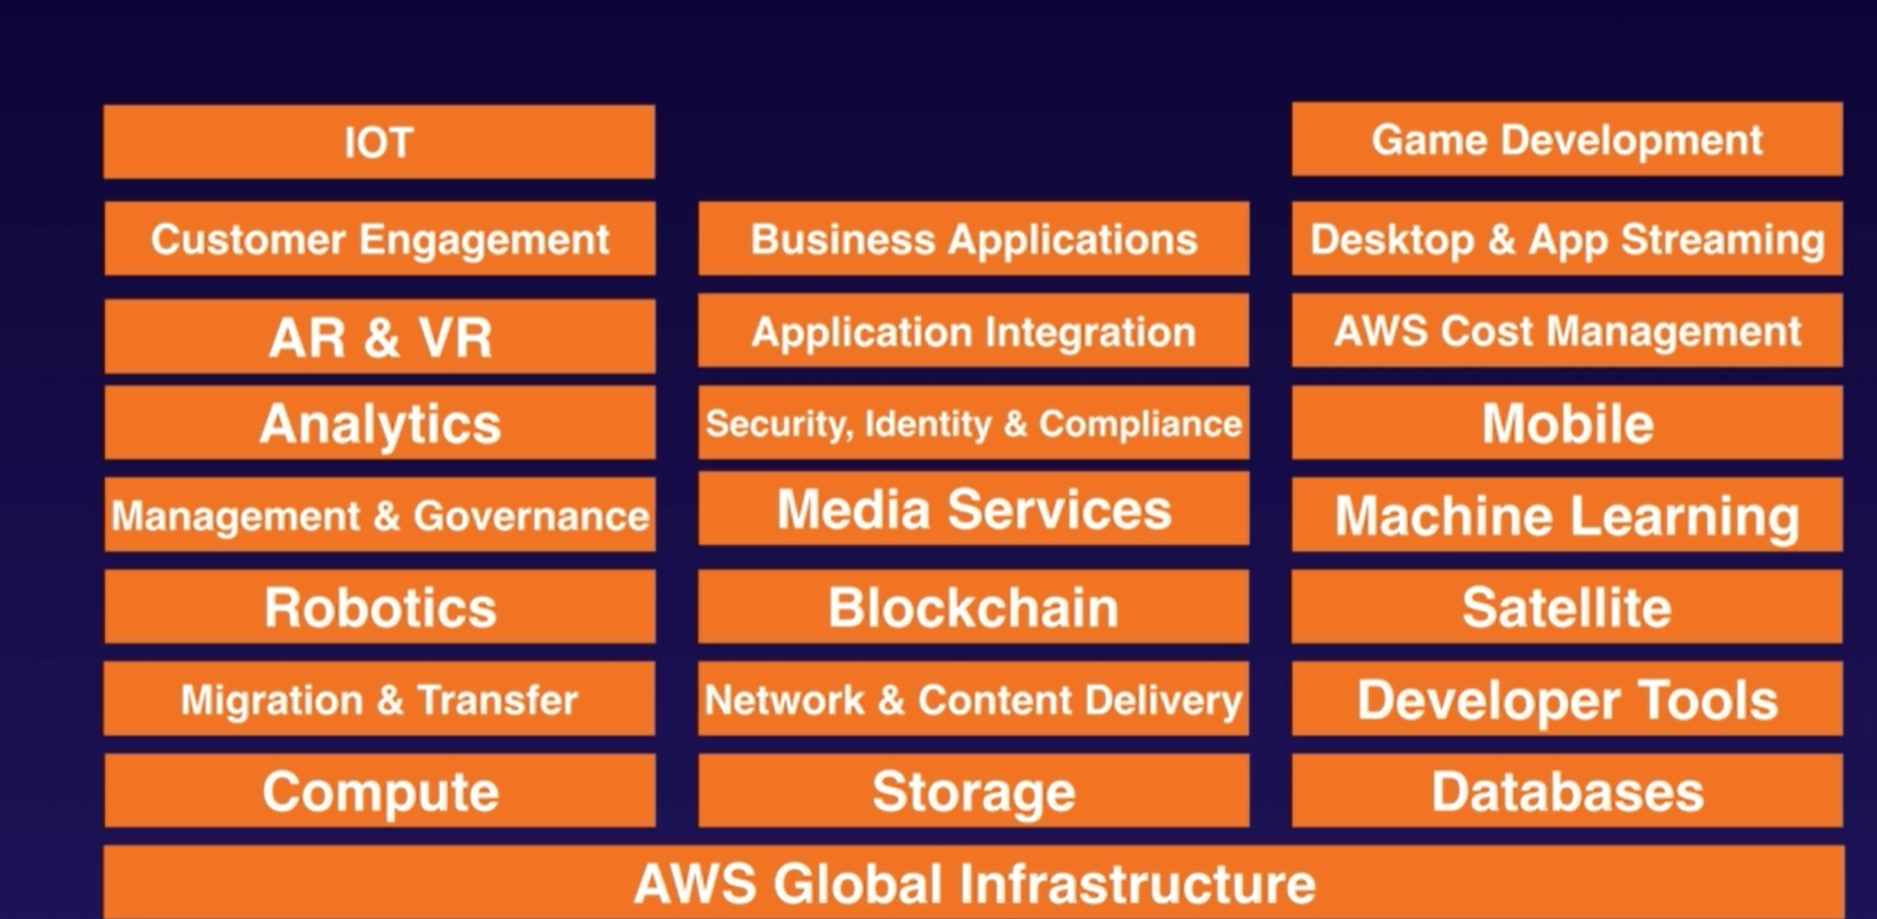 IOT
Game Development
Customer Engagement
Business Applications
Desktop & App Streaming
AR & VR
Application Integration
AWS Cost Management
Analytics
Security, Identity & Compliance
Mobile
Management & Governance
Media Services
Machine Learning
Robotics
Blockchain
Satellite
Migration & Transfer
Network & Content Delivery
Developer Tools
Compute
Storage
Databases
AWS Global Infrastructure